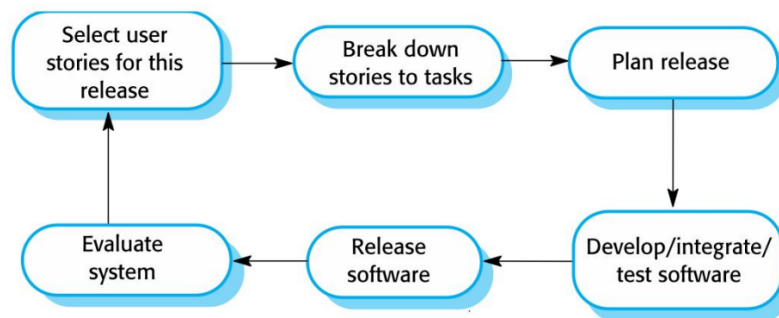 Select user
stories for this
release
Break down
stories to tasks
Plan release
Evaluate
system
Release
software
Develop/integrate/
test software